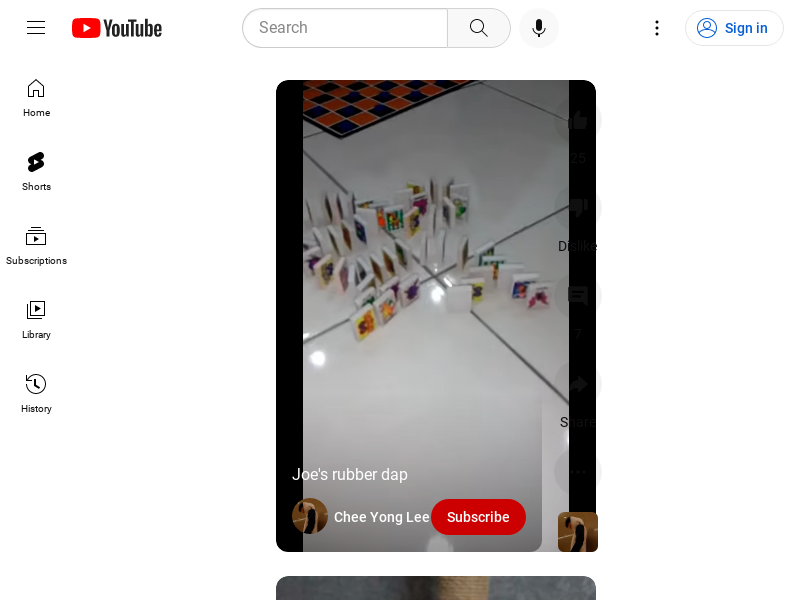 YouTube
Search
Sign in
Home
Shorts
Subscriptions
Library
History
25
Dislike
7
Share
Joe's rubber dap
Chee Yong Lee
Subscribe